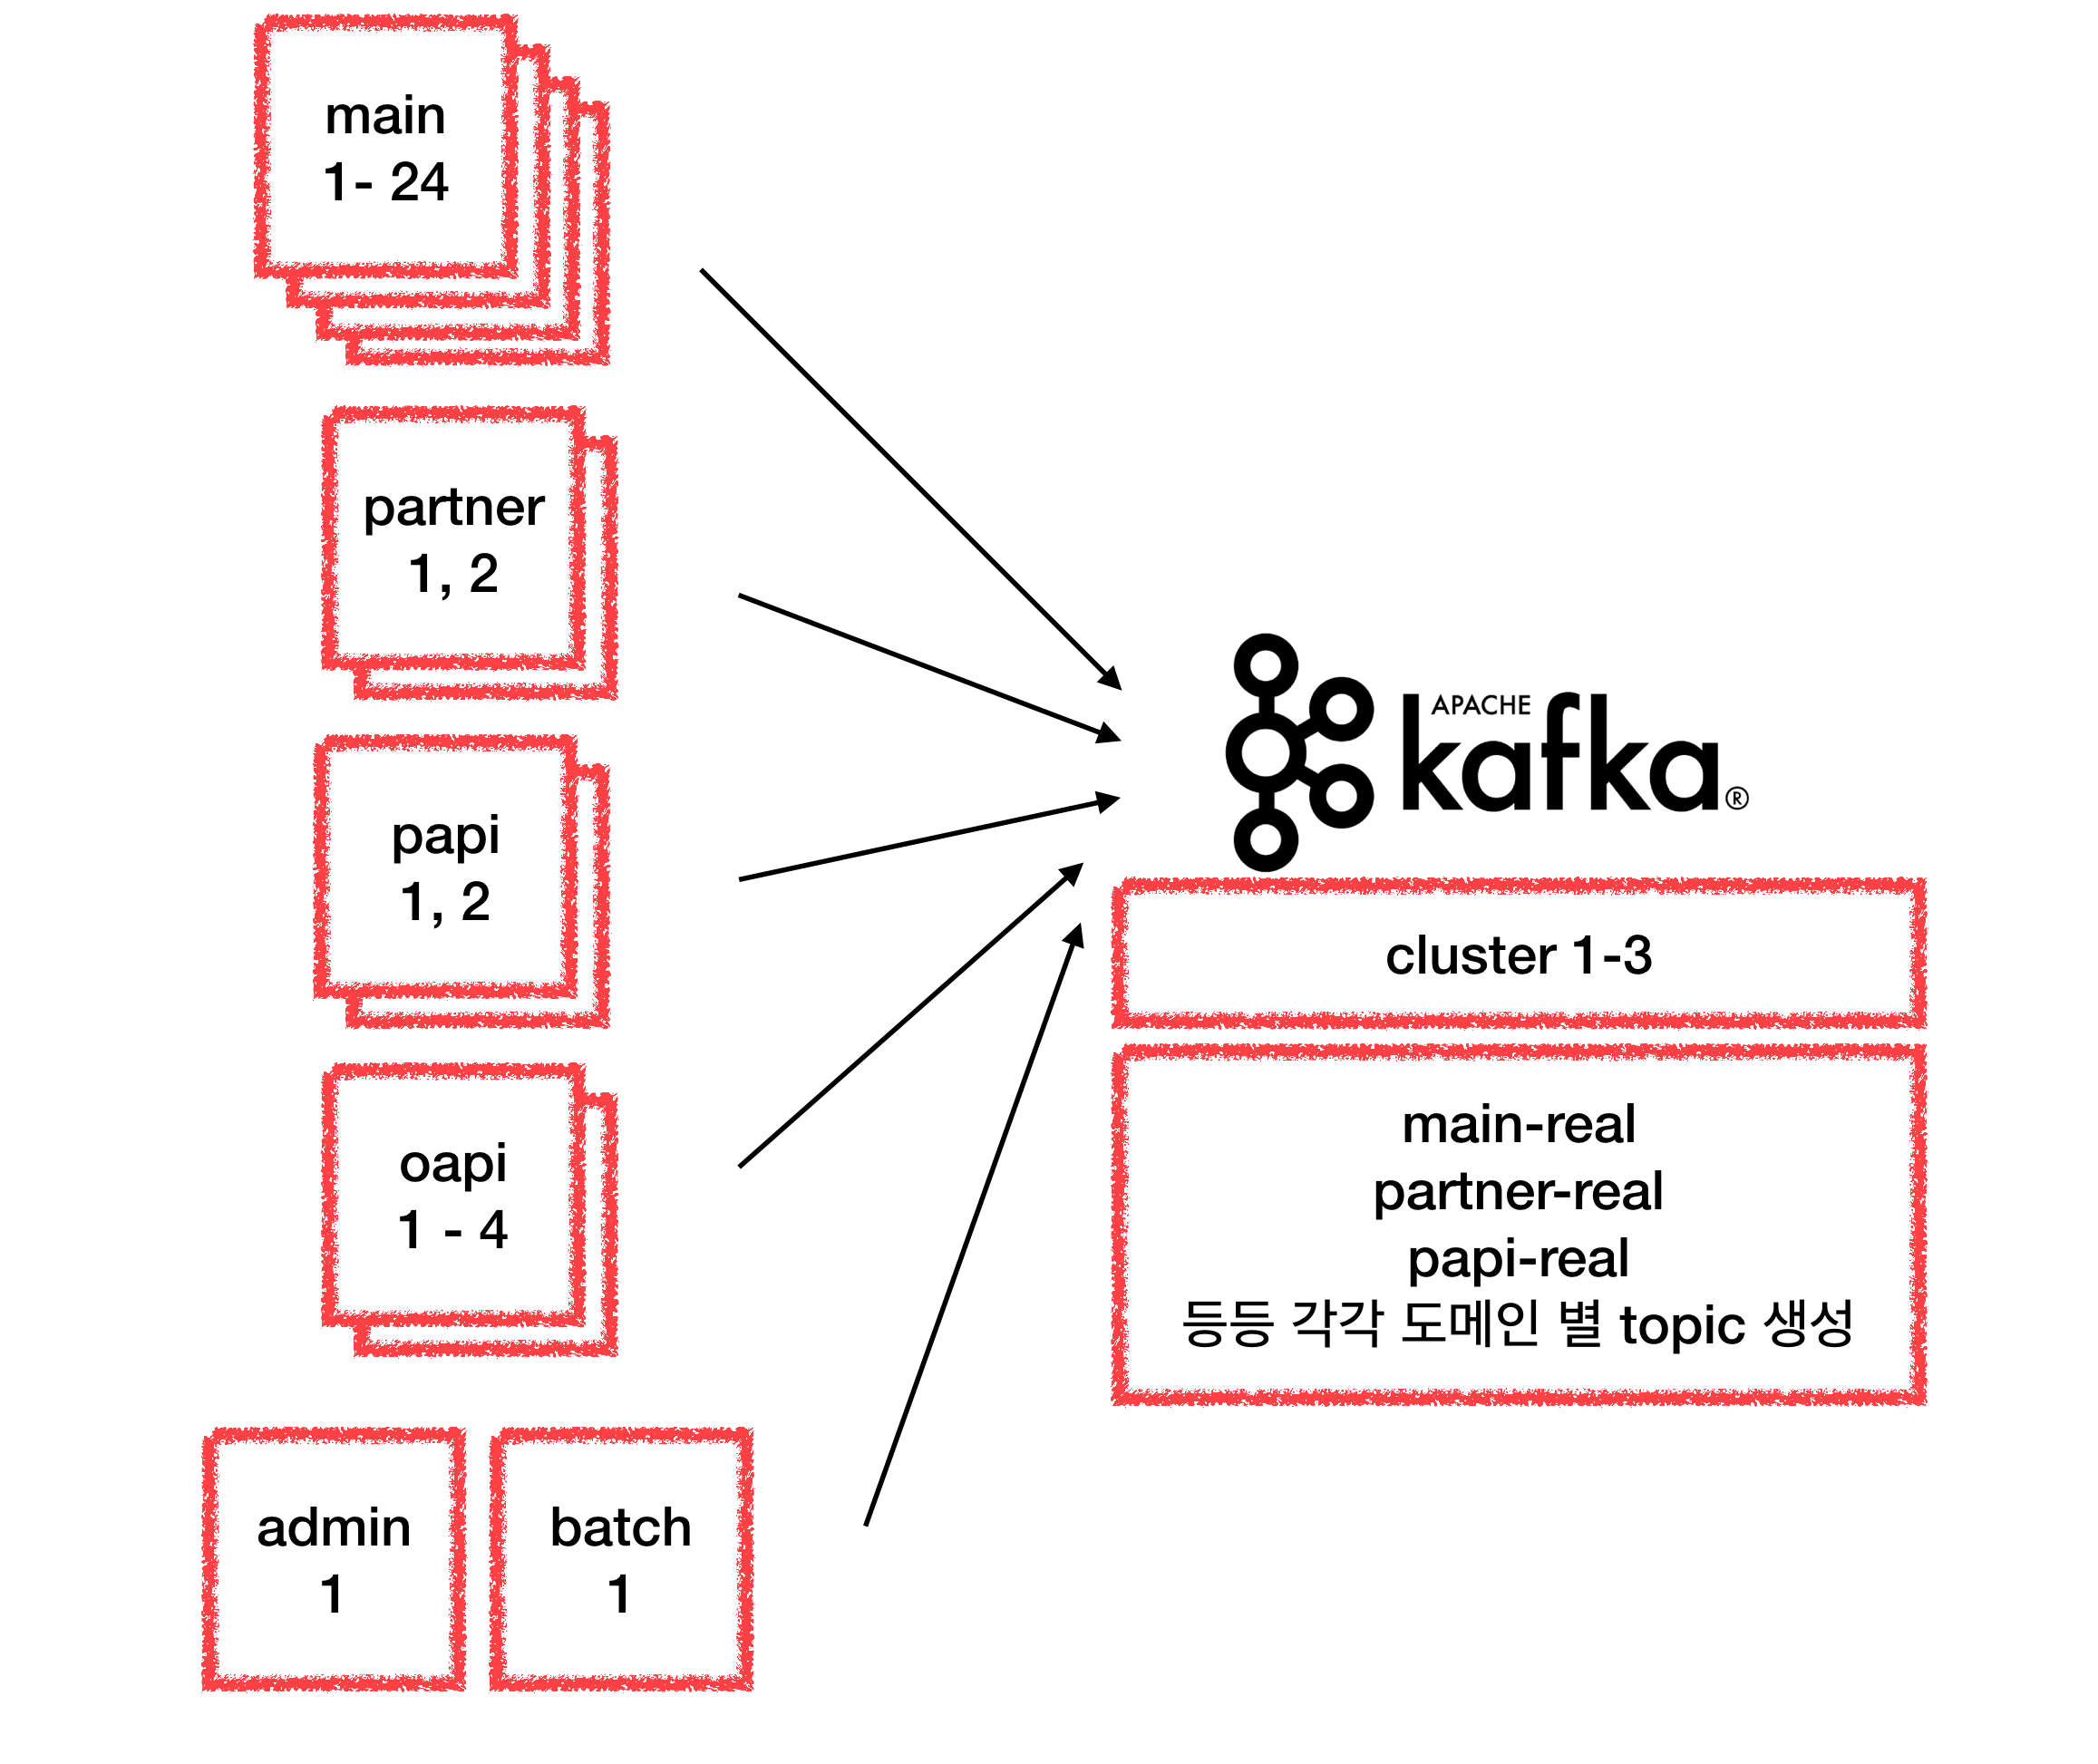 main
1- 24
partner
1, 2
papi
1, 2
oapi
1 - 4
admin
1
batch
1
APACHE
kafka®
cluster 1-3
main-real
partner-real
papi-real
등등 각각 도메인 별 topic 생성